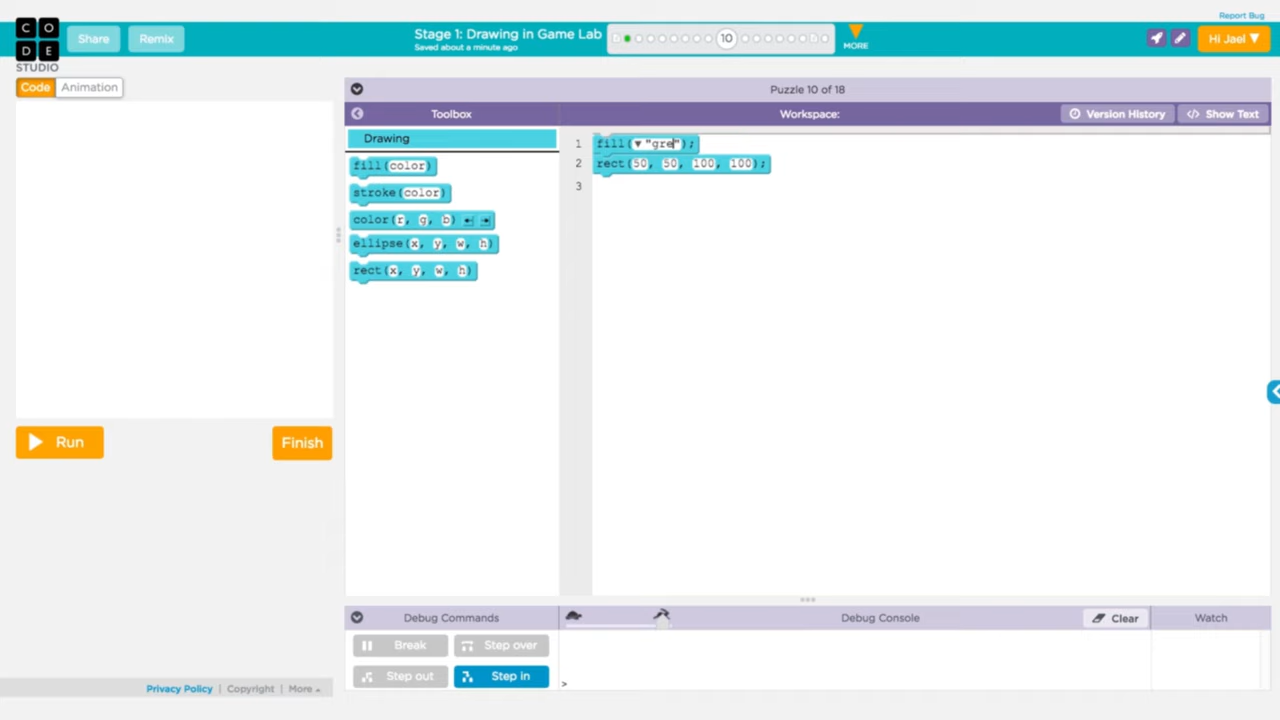 Report Bug
C O D E
STUDIO
Share
Remix
Stage 1: Drawing in Game Lab
Saved about a minute ago
10
MORE
Hi Jael ▼
Code
Animation
Puzzle 10 of 18
Toolbox
Workspace:
Version History
</> Show Text
Drawing
fill(color)
stroke(color)
color(r, g, b)
ellipse(x, y, w, h)
rect(x, y, w, h)
1 fill(▼ "gre");
2 rect(50, 50, 100, 100);
3
Run
Finish
Debug Commands
Debug Console
Clear
Watch
Break
Step over
Step out
Step in
>
Privacy Policy | Copyright | More